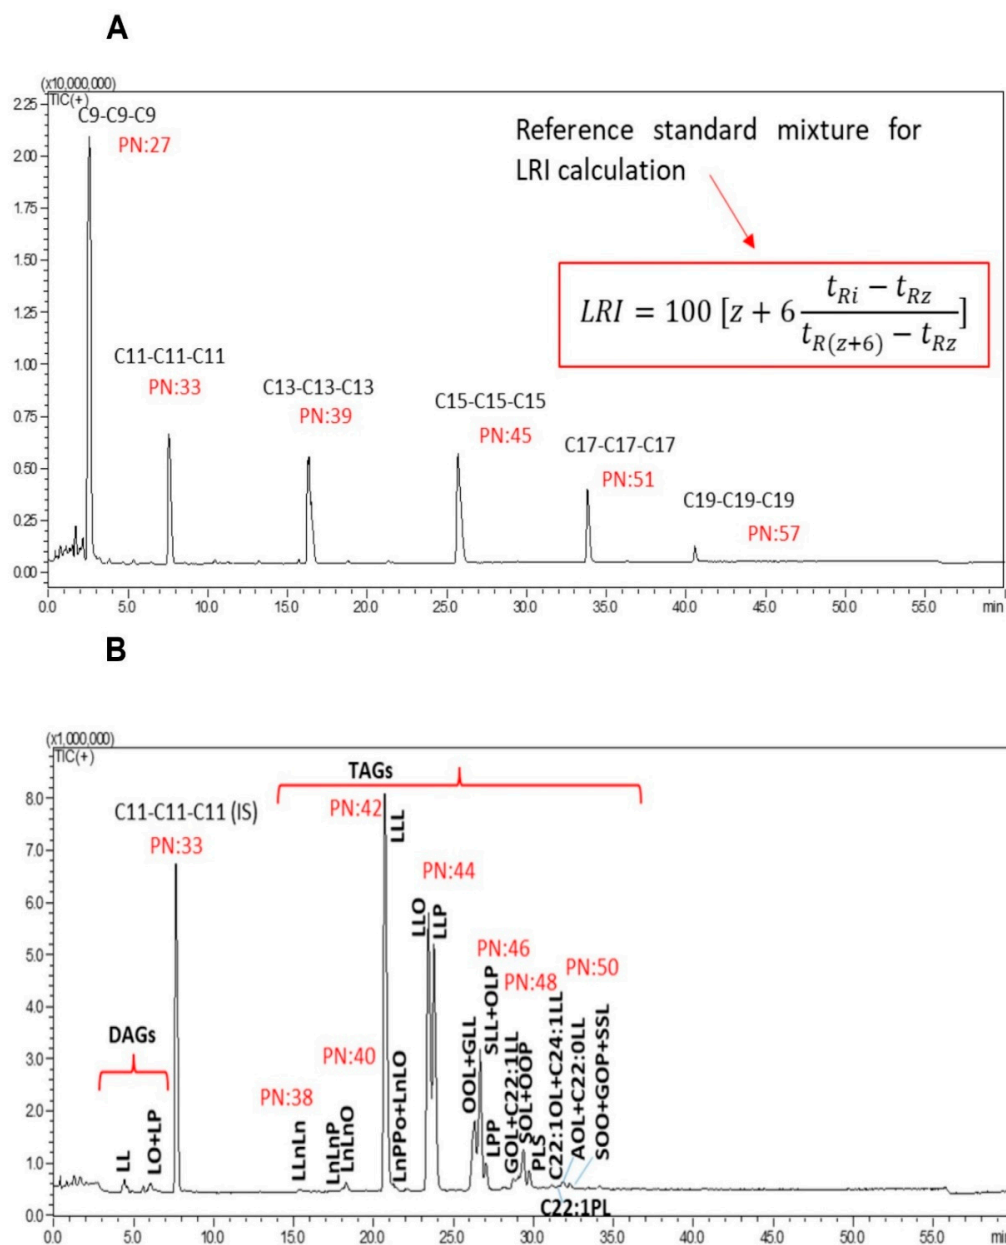 A
(x10,000,000)
TIC(+)
2.25
2.00
1.75
1.50
1.25
1.00
0.75
0.50
0.25
0.00
C9-C9-C9
PN:27
C11-C11-C11
PN:33
C13-C13-C13
PN:39
C15-C15-C15
PN:45
C17-C17-C17
PN:51
C19-C19-C19
PN:57
Reference standard mixture for
LRI calculation
LRI = 100 [z + 6 (t_{Ri} − t_{Rz}) / (t_{R(z+6)} − t_{Rz})]
0.0 5.0 10.0 15.0 20.0 25.0 30.0 35.0 40.0 45.0 50.0 55.0 min
B
(x1,000,000)
TIC(+)
8.0
7.0
6.0
5.0
4.0
3.0
2.0
1.0
0.0
DAGs
LL
LO+LP
C11-C11-C11 (IS)
PN:33
TAGs
PN:38
LLnLn
PN:40
LnLnP
LnLnO
PN:42
LLL
LnPPo+LnLO
PN:44
LLO
LLP
PN:46
OOL+GLL
SLL+OLP
LPP
PN:48
GOL+C22:1LL
SOL+OOP
PLS
PN:50
C22:1OL+C24:1LL
AOL+C22:0LL
SOO+GOP+SSL
C22:1PL
0.0 5.0 10.0 15.0 20.0 25.0 30.0 35.0 40.0 45.0 50.0 55.0 min